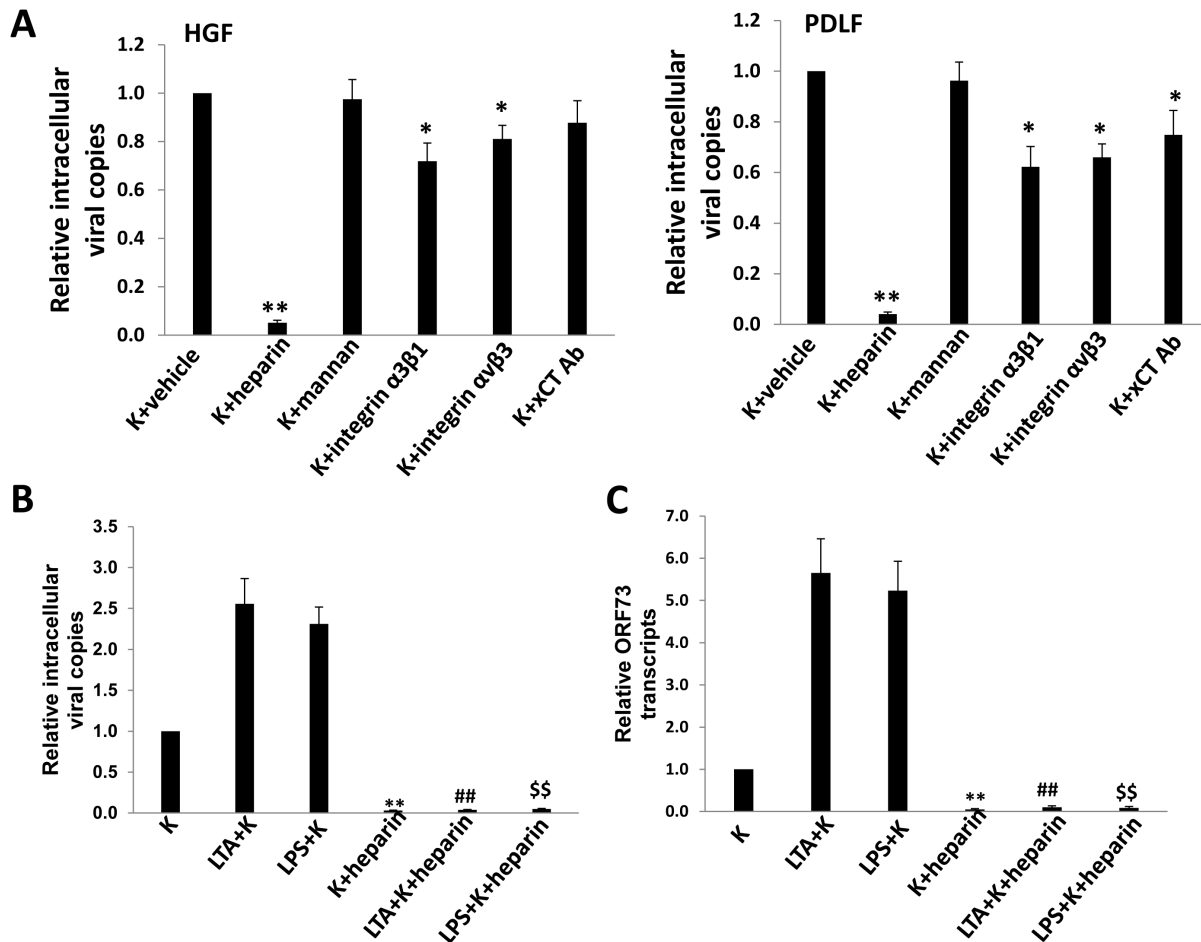 A
HGF
Relative intracellular
viral copies
1.2
1.0
0.8
0.6
0.4
0.2
0.0
**
*
*
K+vehicle
K+heparin
K+mannan
K+integrin α3β1
K+integrin αvβ3
K+xCT Ab
PDLF
Relative intracellular
viral copies
1.2
1.0
0.8
0.6
0.4
0.2
0.0
**
*
*
*
K+vehicle
K+heparin
K+mannan
K+integrin α3β1
K+integrin αvβ3
K+xCT Ab
B
Relative intracellular
viral copies
3.5
3.0
2.5
2.0
1.5
1.0
0.5
0.0
**
##
$$
K
LTA+K
LPS+K
K+heparin
LTA+K+heparin
LPS+K+heparin
C
Relative ORF73
transcripts
7.0
6.0
5.0
4.0
3.0
2.0
1.0
0.0
**
##
$$
K
LTA+K
LPS+K
K+heparin
LTA+K+heparin
LPS+K+heparin